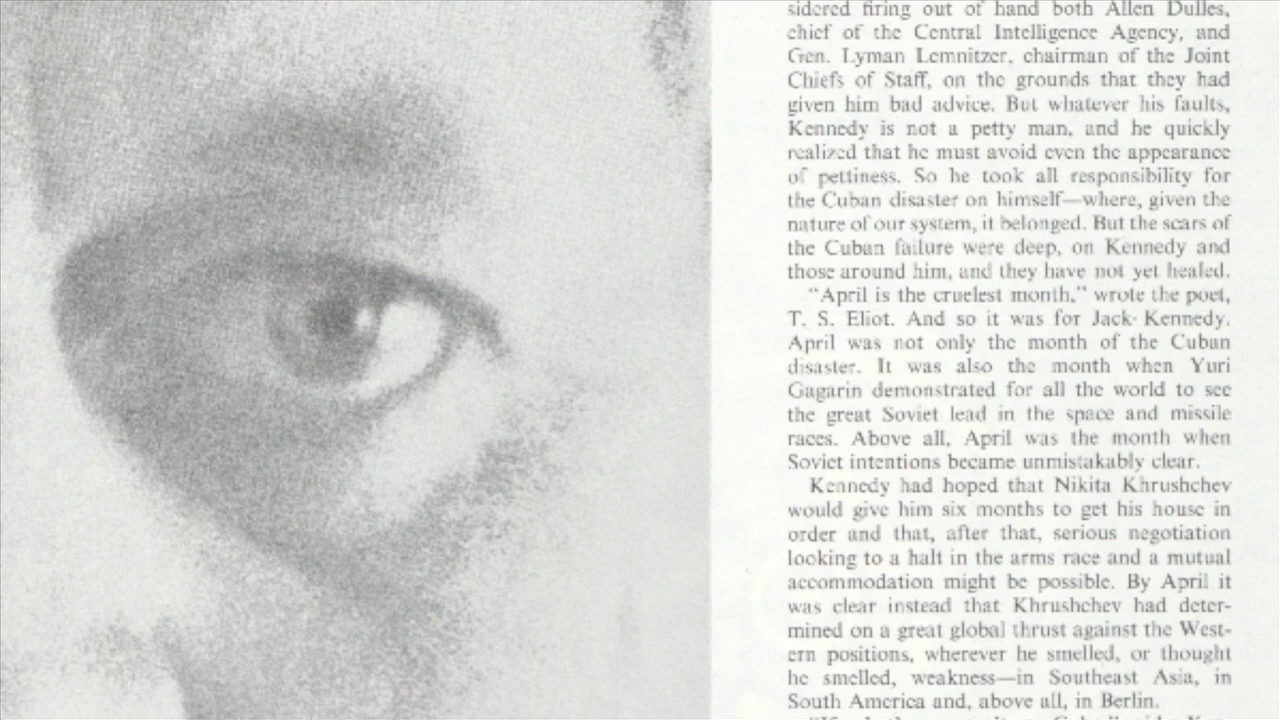 sidered firing out of hand both Allen Dulles,
chief of the Central Intelligence Agency, and
Gen. Lyman Lemnitzer, chairman of the Joint
Chiefs of Staff, on the grounds that they had
given him bad advice. But whatever his faults,
Kennedy is not a petty man, and he quickly
realized that he must avoid even the appearance
of pettiness. So he took all responsibility for
the Cuban disaster on himself—where, given the
nature of our system, it belonged. But the scars of
the Cuban failure were deep, on Kennedy and
those around him, and they have not yet healed.
"April is the cruelest month," wrote the poet,
T. S. Eliot. And so it was for Jack Kennedy.
April was not only the month of the Cuban
disaster. It was also the month when Yuri
Gagarin demonstrated for all the world to see
the great Soviet lead in the space and missile
races. Above all, April was the month when
Soviet intentions became unmistakably clear.
Kennedy had hoped that Nikita Khrushchev
would give him six months to get his house in
order and that, after that, serious negotiation
looking to a halt in the arms race and a mutual
accommodation might be possible. By April it
was clear instead that Khrushchev had deter-
mined on a great global thrust against the West-
ern positions, wherever he smelled, or thought
he smelled, weakness—in Southeast Asia, in
South America and, above all, in Berlin.